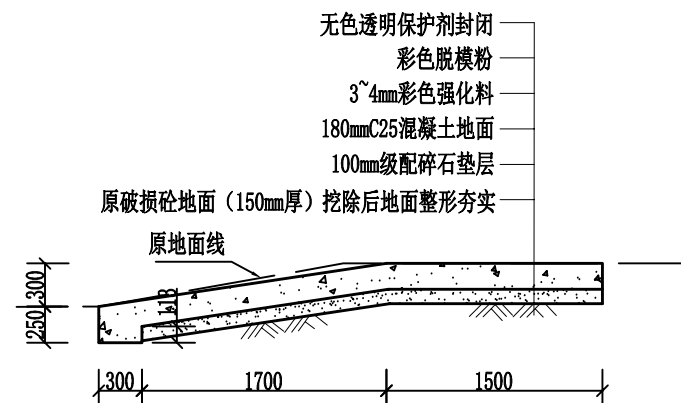 无色透明保护剂封闭
彩色脱模粉
3~4mm彩色强化料
180mmC25混凝土地面
100mm级配碎石垫层
原破损砼地面（150mm厚）挖除后地面整形夯实
原地面线
300
250
300
1700
1500